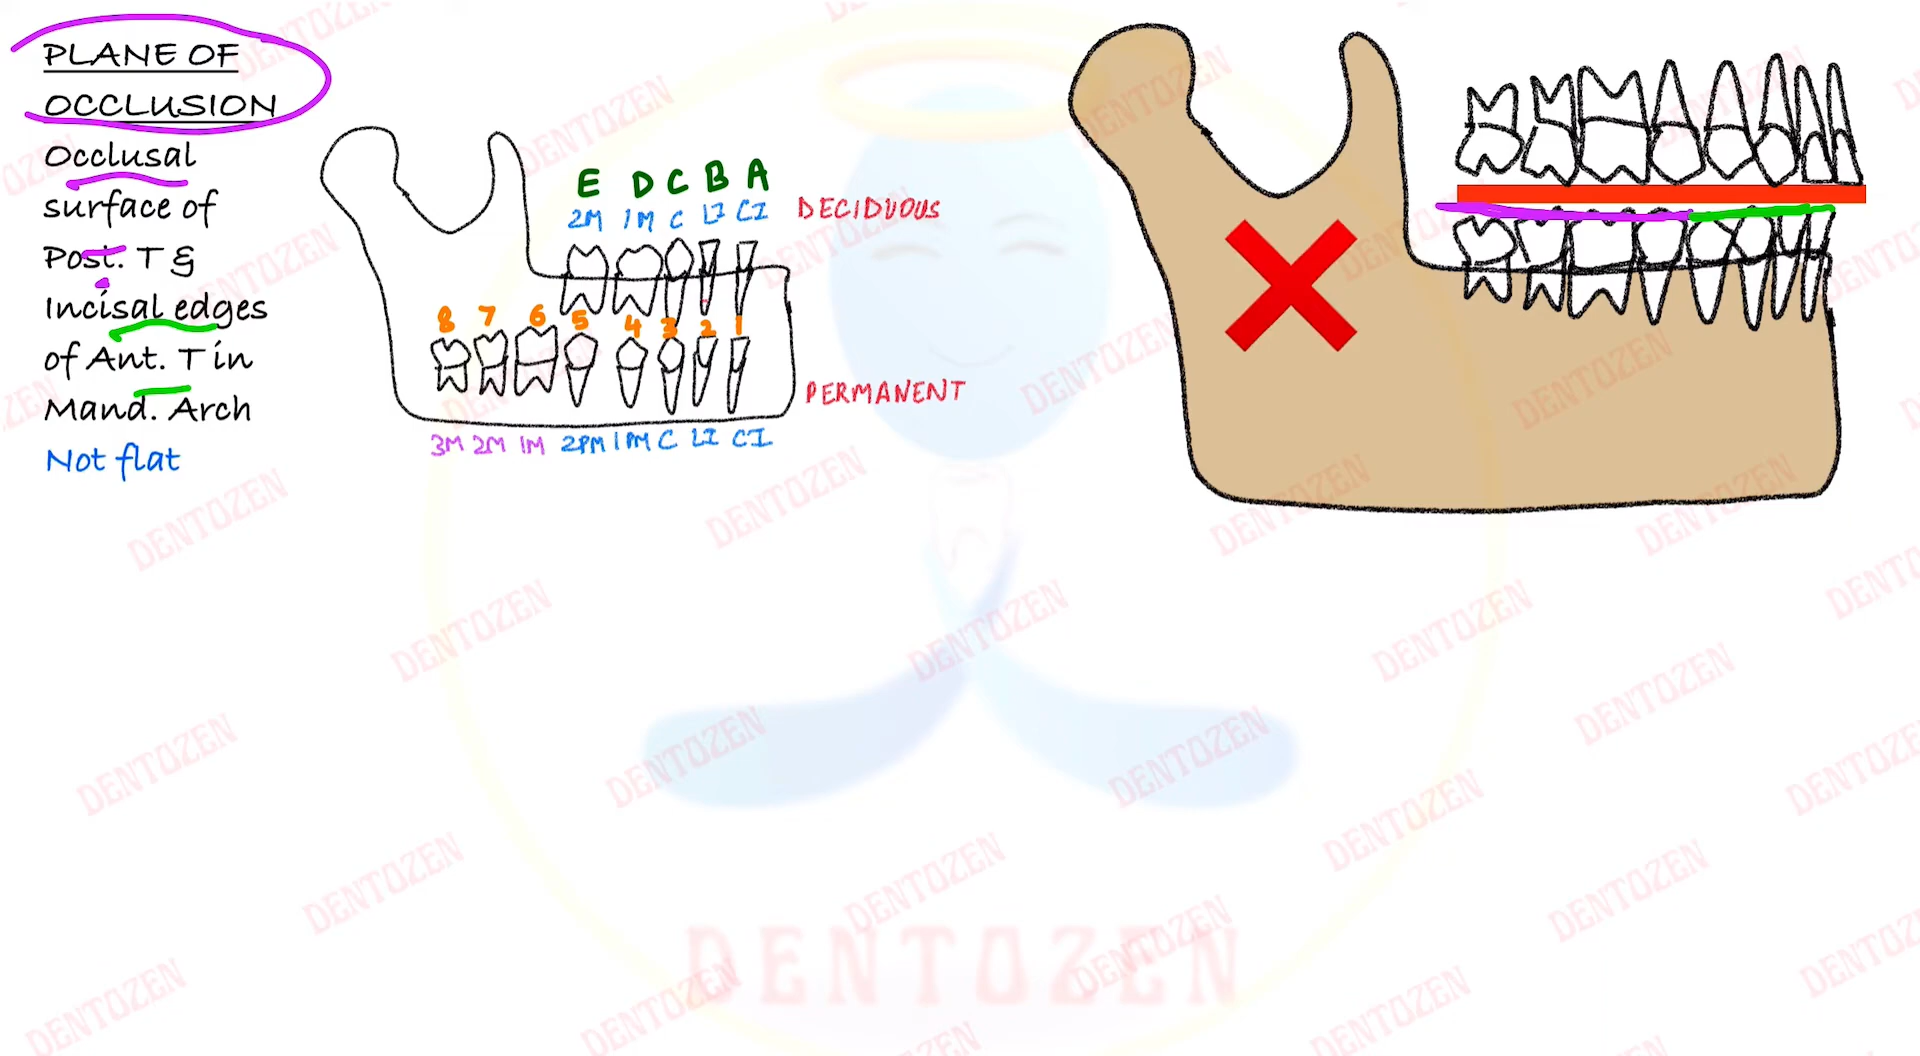 PLANE OF
OCCLUSION
Occlusal
surface of
Post. T &
Incisal edges
of Ant. T in
Mand. Arch
Not flat
E D C B A
2M 1M C LI CI
DECIDUOUS
8 7 6 5 4 3 2 1
PERMANENT
3M 2M 1M 2PM 1PM C LI CI
DENTOZEN